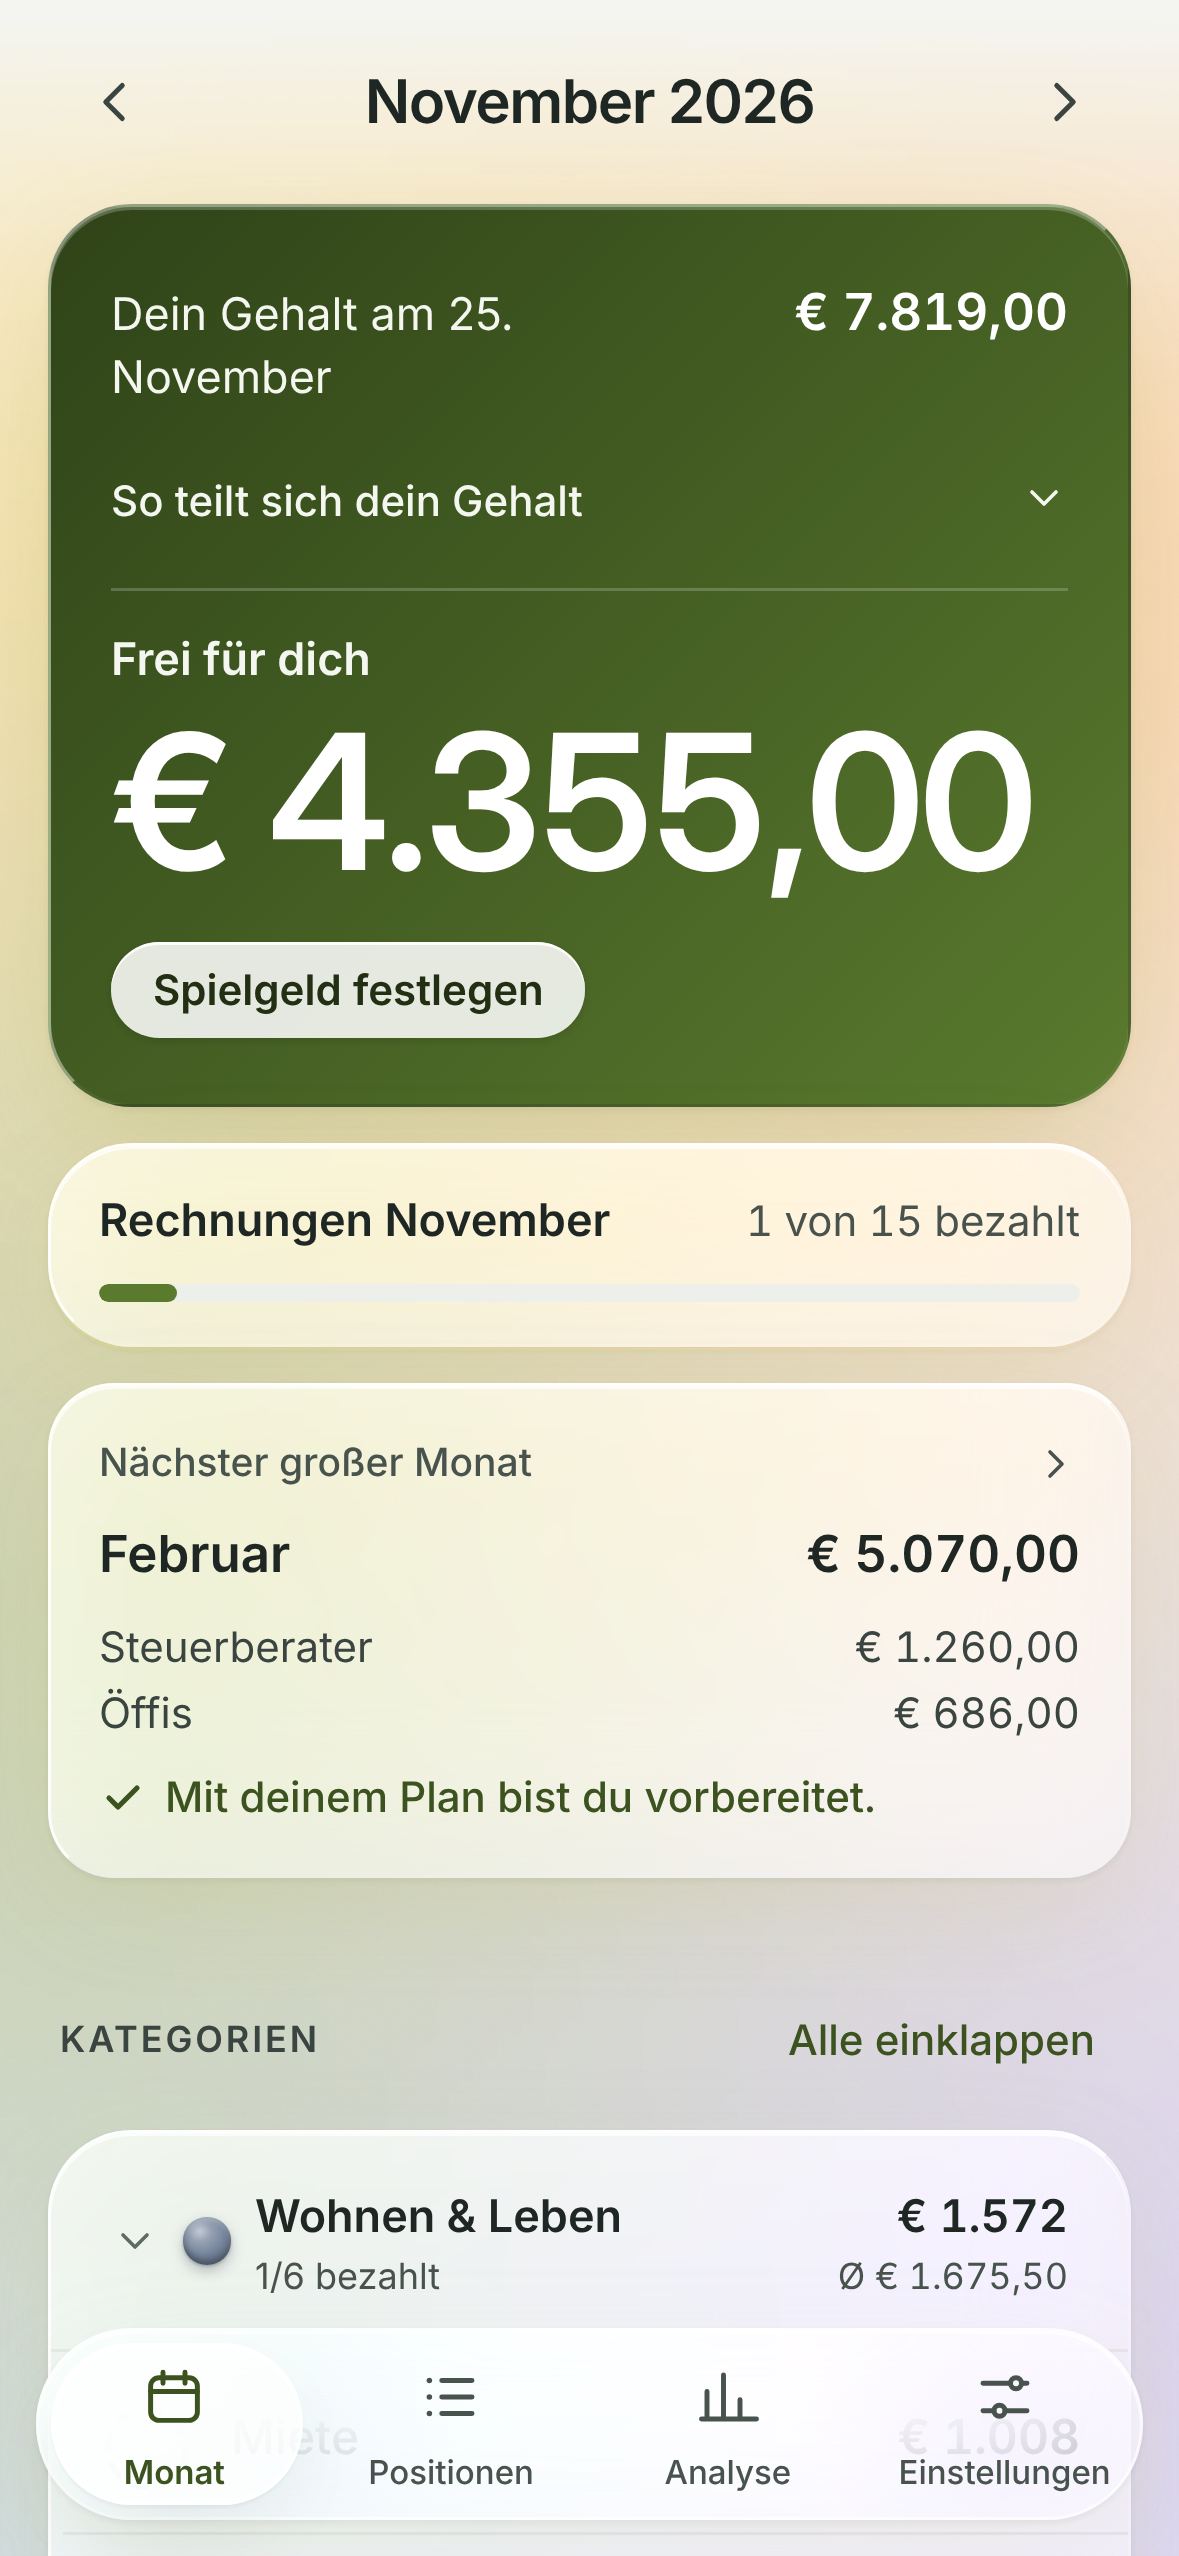 November 2026
Dein Gehalt am 25.
November
€ 7.819,00
So teilt sich dein Gehalt
Frei für dich
€ 4.355,00
Spielgeld festlegen
Rechnungen November
1 von 15 bezahlt
Nächster großer Monat
Februar
€ 5.070,00
Steuerberater
€ 1.260,00
Öffis
€ 686,00
Mit deinem Plan bist du vorbereitet.
KATEGORIEN
Alle einklappen
Wohnen & Leben
€ 1.572
1/6 bezahlt
Ø € 1.675,50
Miete
€ 1.008
Monat
Positionen
Analyse
Einstellungen